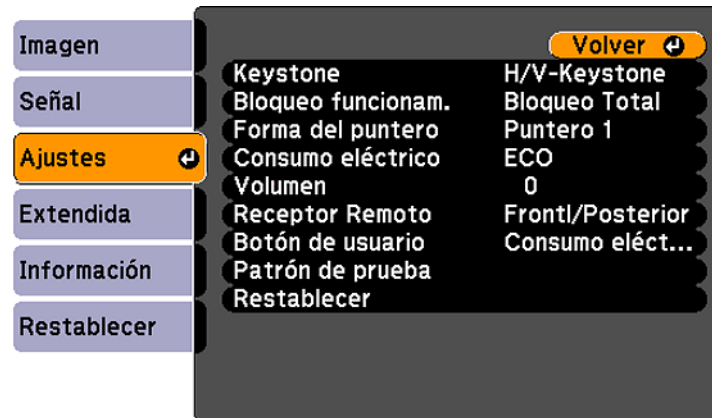 Imagen
Señal
Ajustes
Extendida
Información
Restablecer
Volver
Keystone H/V-Keystone
Bloqueo funcionam. Bloqueo Total
Forma del puntero Puntero 1
Consumo eléctrico ECO
Volumen 0
Receptor Remoto Frontl/Posterior
Botón de usuario Consumo eléct...
Patrón de prueba
Restablecer